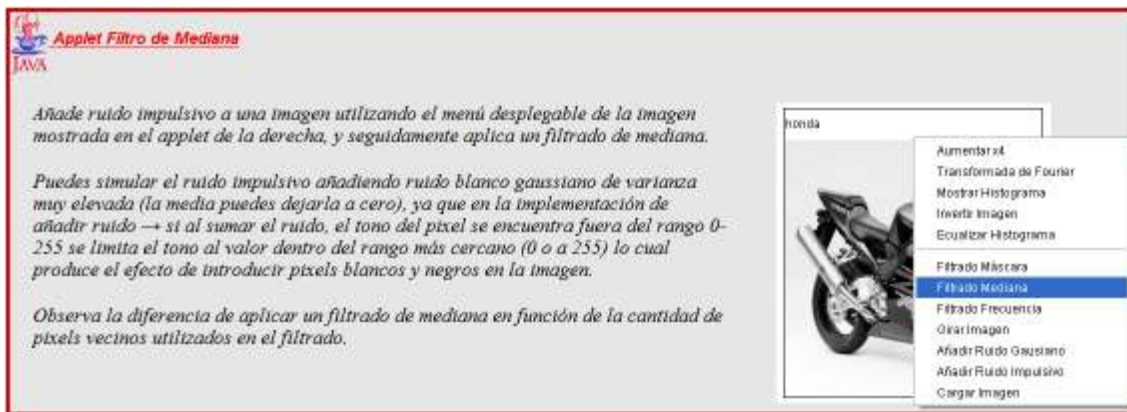 Applet Filtro de Mediana
JAVA
Añade ruido impulsivo a una imagen utilizando el menú desplegable de la imagen
mostrada en el applet de la derecha, y seguidamente aplica un filtrado de mediana.
Puedes simular el ruido impulsivo añadiendo ruido blanco gaussiano de varianza
muy elevada (la media puedes dejarla a cero), ya que en la implementación de
añadir ruido → si al sumar el ruido, el tono del pixel se encuentra fuera del rango 0-
255 se limita el tono al valor dentro del rango más cercano (0 o a 255) lo cual
produce el efecto de introducir pixels blancos y negros en la imagen.
Observa la diferencia de aplicar un filtrado de mediana en función de la cantidad de
pixels vecinos utilizados en el filtrado.
honda
Aumentar x4
Transformada de Fourier
Mostrar Histograma
Invertir Imagen
Ecualizar Histograma
Filtrado Máscara
Filtrado Mediana
Filtrado Frecuencia
Girar Imagen
Añadir Ruido Gausiano
Añadir Ruido Impulsivo
Cargar Imagen